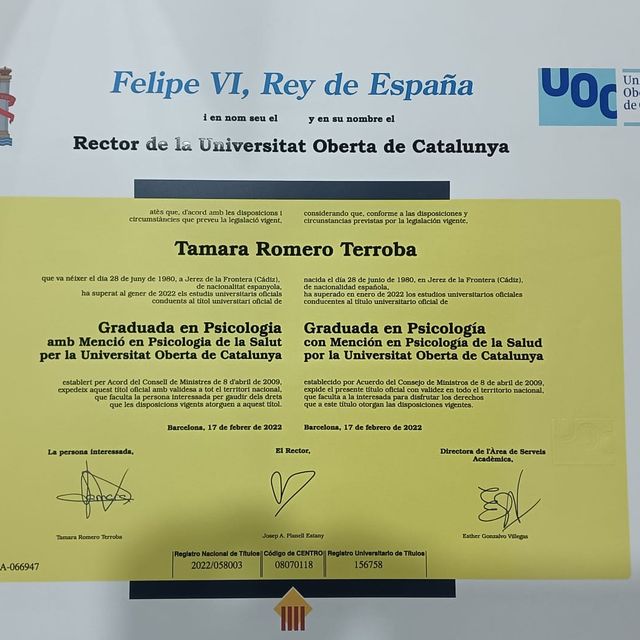 Felipe VI, Rey de España
i en nom seu el y en su nombre el
Rector de la Universitat Oberta de Catalunya
UOC
Un
Obe
de C
atès que, d'acord amb les disposicions i
circumstàncies que preveu la legislació vigent,
considerando que, conforme a las disposiciones y
circunstancias previstas por la legislación vigente,
Tamara Romero Terroba
que va néixer el dia 28 de juny de 1980, a Jerez de la Frontera (Cádiz),
de nacionalitat espanyola,
ha superat al gener de 2022 els estudis universitaris oficials
conduents al títol universitari oficial de
nacida el día 28 de junio de 1980, en Jerez de la Frontera (Cádiz),
de nacionalidad española,
ha superado en enero de 2022 los estudios universitarios oficiales
conducentes al título universitario oficial de
Graduada en Psicologia
amb Menció en Psicologia de la Salut
per la Universitat Oberta de Catalunya
Graduada en Psicología
con Mención en Psicología de la Salud
por la Universitat Oberta de Catalunya
establert per Acord del Consell de Ministres de 8 d'abril de 2009,
expedeix aquest títol oficial amb validesa a tot el territori nacional,
que faculta la persona interessada per gaudir dels drets
que les disposicions vigents atorguen a aquest títol.
establecido por Acuerdo del Consejo de Ministros de 8 de abril de 2009,
expide el presente título oficial con validez en todo el territorio nacional,
que faculta a la interesada para disfrutar los derechos
que a este título otorgan las disposiciones vigentes.
Barcelona, 17 de febrer de 2022
Barcelona, 17 de febrero de 2022
La persona interessada,
El Rector,
Directora de l'Àrea de Serveis
Acadèmics,
Tamara Romero Terroba
Josep A. Planell Estany
Esther Gonzalvo Villegas
A-066947
Registro Nacional de Títulos Código de CENTRO Registro Universitario de Títulos
2022/058003 08070118 156758